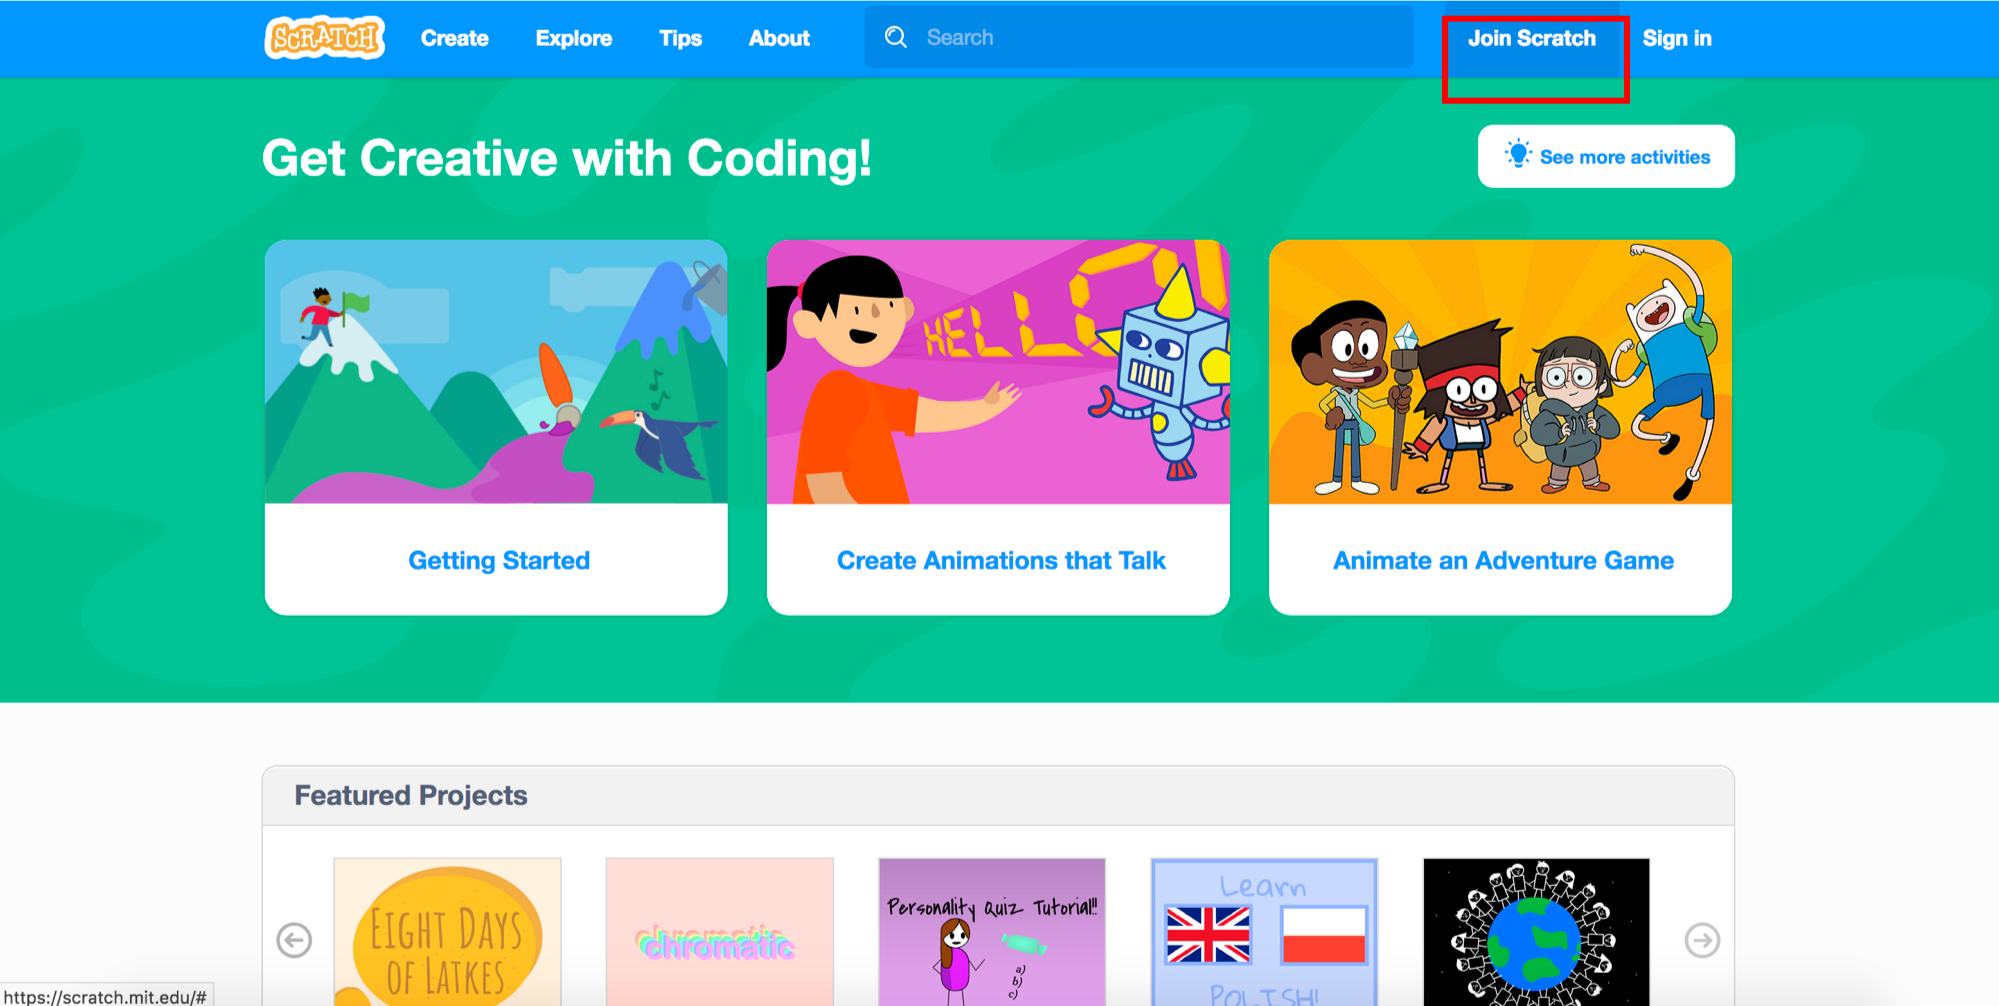 SCRATCH Create Explore Tips About Search Join Scratch Sign in
Get Creative with Coding!
See more activities
HELLO
Getting Started
Create Animations that Talk
Animate an Adventure Game
Featured Projects
EIGHT DAYS
OF LATKES
chromatic
Personality Quiz Tutorial!!
a)
b)
c)
Learn
POLISH!
https://scratch.mit.edu/#